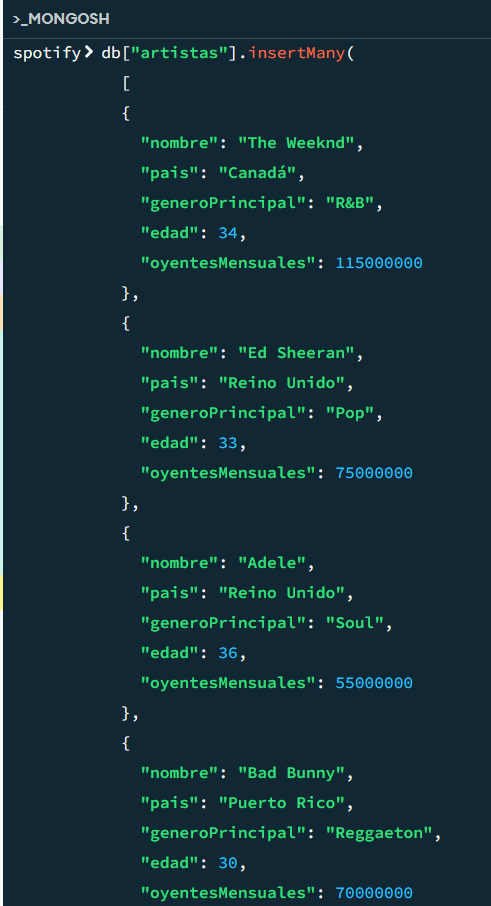 >_MONGOSH
spotify> db["artistas"].insertMany(
[
{
"nombre": "The Weeknd",
"pais": "Canadá",
"generoPrincipal": "R&B",
"edad": 34,
"oyentesMensuales": 115000000
},
{
"nombre": "Ed Sheeran",
"pais": "Reino Unido",
"generoPrincipal": "Pop",
"edad": 33,
"oyentesMensuales": 75000000
},
{
"nombre": "Adele",
"pais": "Reino Unido",
"generoPrincipal": "Soul",
"edad": 36,
"oyentesMensuales": 55000000
},
{
"nombre": "Bad Bunny",
"pais": "Puerto Rico",
"generoPrincipal": "Reggaeton",
"edad": 30,
"oyentesMensuales": 70000000